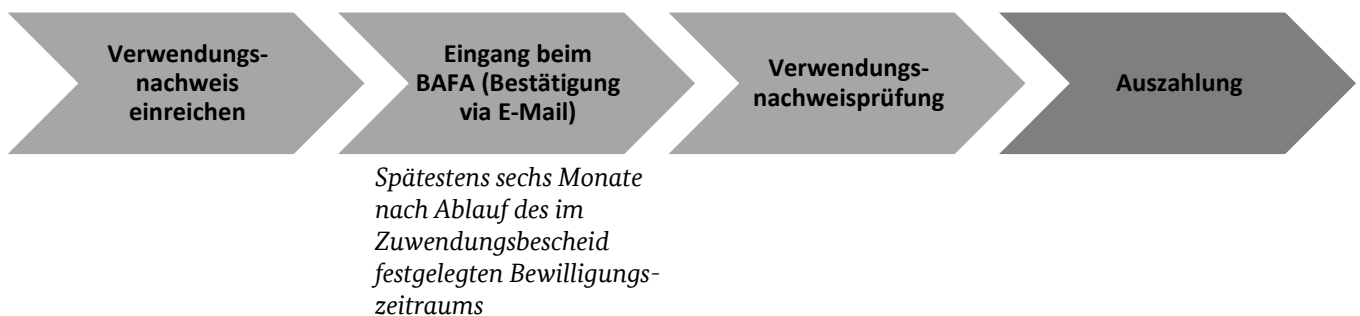 Verwendungs-
nachweis
einreichen
Eingang beim
BAFA (Bestätigung
via E-Mail)
Verwendungs-
nachweisprüfung
Auszahlung
Spätestens sechs Monate
nach Ablauf des im
Zuwendungsbescheid
festgelegten Bewilligungs-
zeitraums